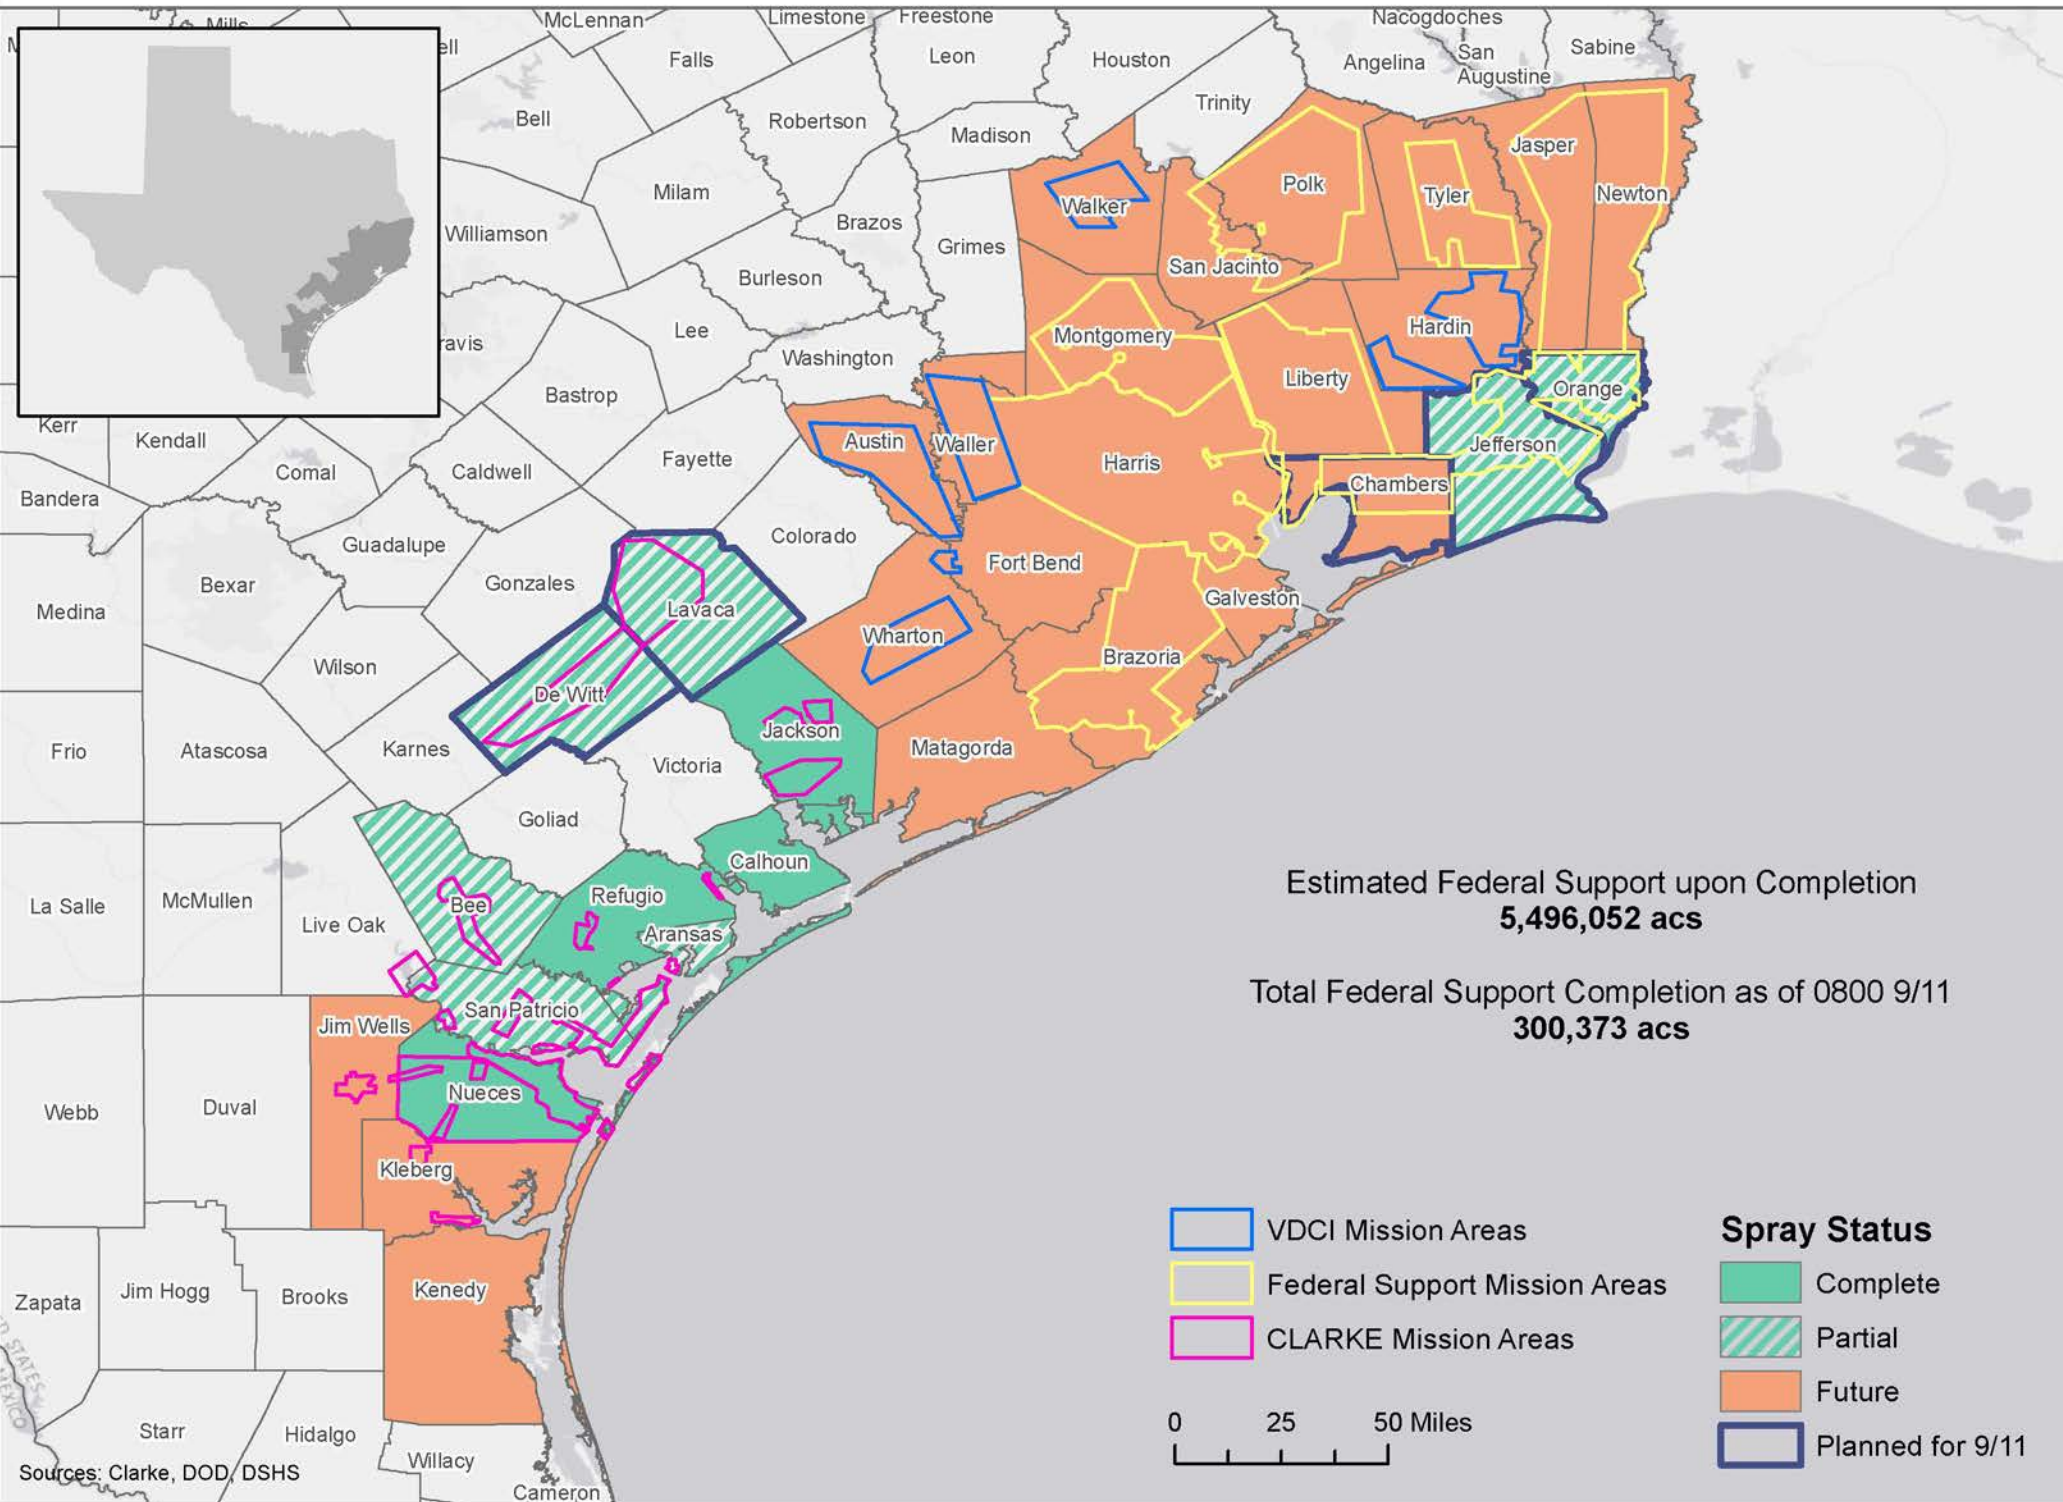 Mills
McLennan
Limestone
Freestone
Nacogdoches
ell
Falls
Leon
Houston
Angelina
San
Augustine
Sabine
Bell
Robertson
Madison
Trinity
Jasper
Milam
Walker
Polk
Tyler
Newton
Williamson
Brazos
Grimes
San Jacinto
Burleson
Lee
Montgomery
Hardin
ravis
Washington
Liberty
Orange
Bastrop
Kerr
Kendall
Austin
Waller
Jefferson
Comal
Caldwell
Fayette
Harris
Chambers
Bandera
Guadalupe
Colorado
Bexar
Gonzales
Fort Bend
Medina
Lavaca
Galveston
Wilson
Wharton
Brazoria
De Witt
Frio
Atascosa
Karnes
Victoria
Jackson
Matagorda
Goliad
Calhoun
La Salle
McMullen
Live Oak
Bee
Refugio
Aransas
San Patricio
Jim Wells
Webb
Duval
Nueces
Kleberg
Zapata
Jim Hogg
Brooks
Kenedy
Starr
Hidalgo
Willacy
Cameron
D STATES
MEXICO
Sources: Clarke, DOD, DSHS
Estimated Federal Support upon Completion
5,496,052 acs
Total Federal Support Completion as of 0800 9/11
300,373 acs
VDCI Mission Areas
Federal Support Mission Areas
CLARKE Mission Areas
0 25 50 Miles
Spray Status
Complete
Partial
Future
Planned for 9/11